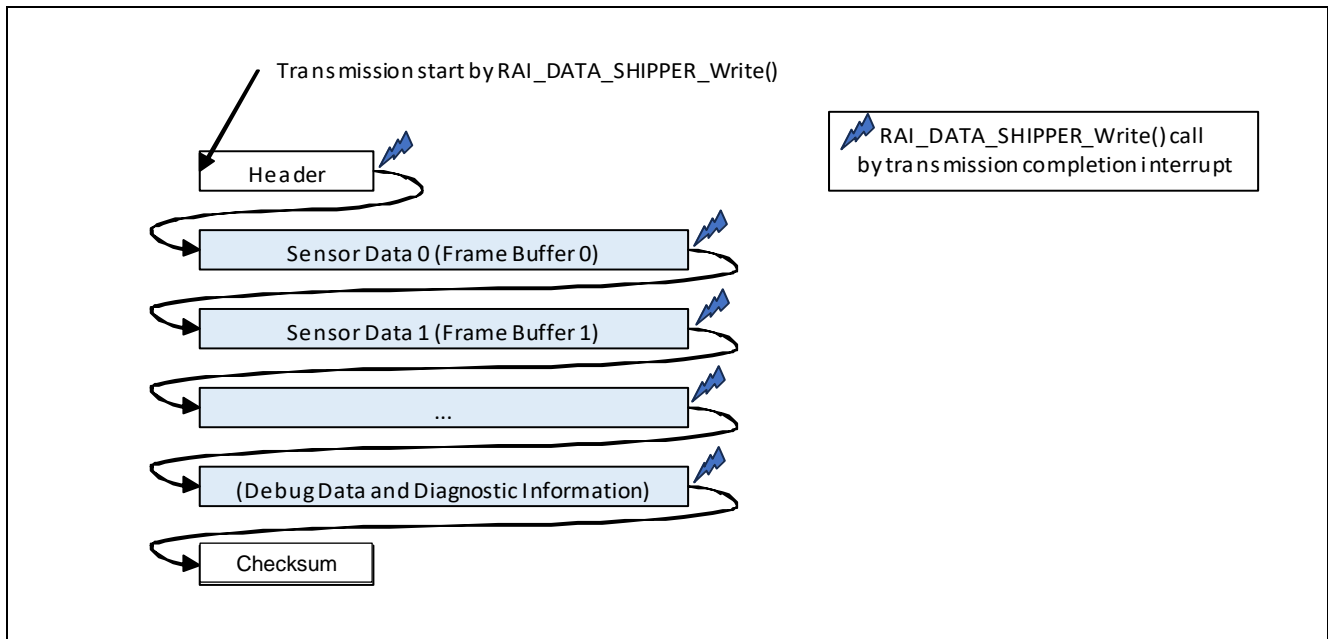 Transmission start by RAI_DATA_SHIPPER_Write()
RAI_DATA_SHIPPER_Write() call
by transmission completion interrupt
Header
Sensor Data 0 (Frame Buffer 0)
Sensor Data 1 (Frame Buffer 1)
...
(Debug Data and Diagnostic Information)
Checksum